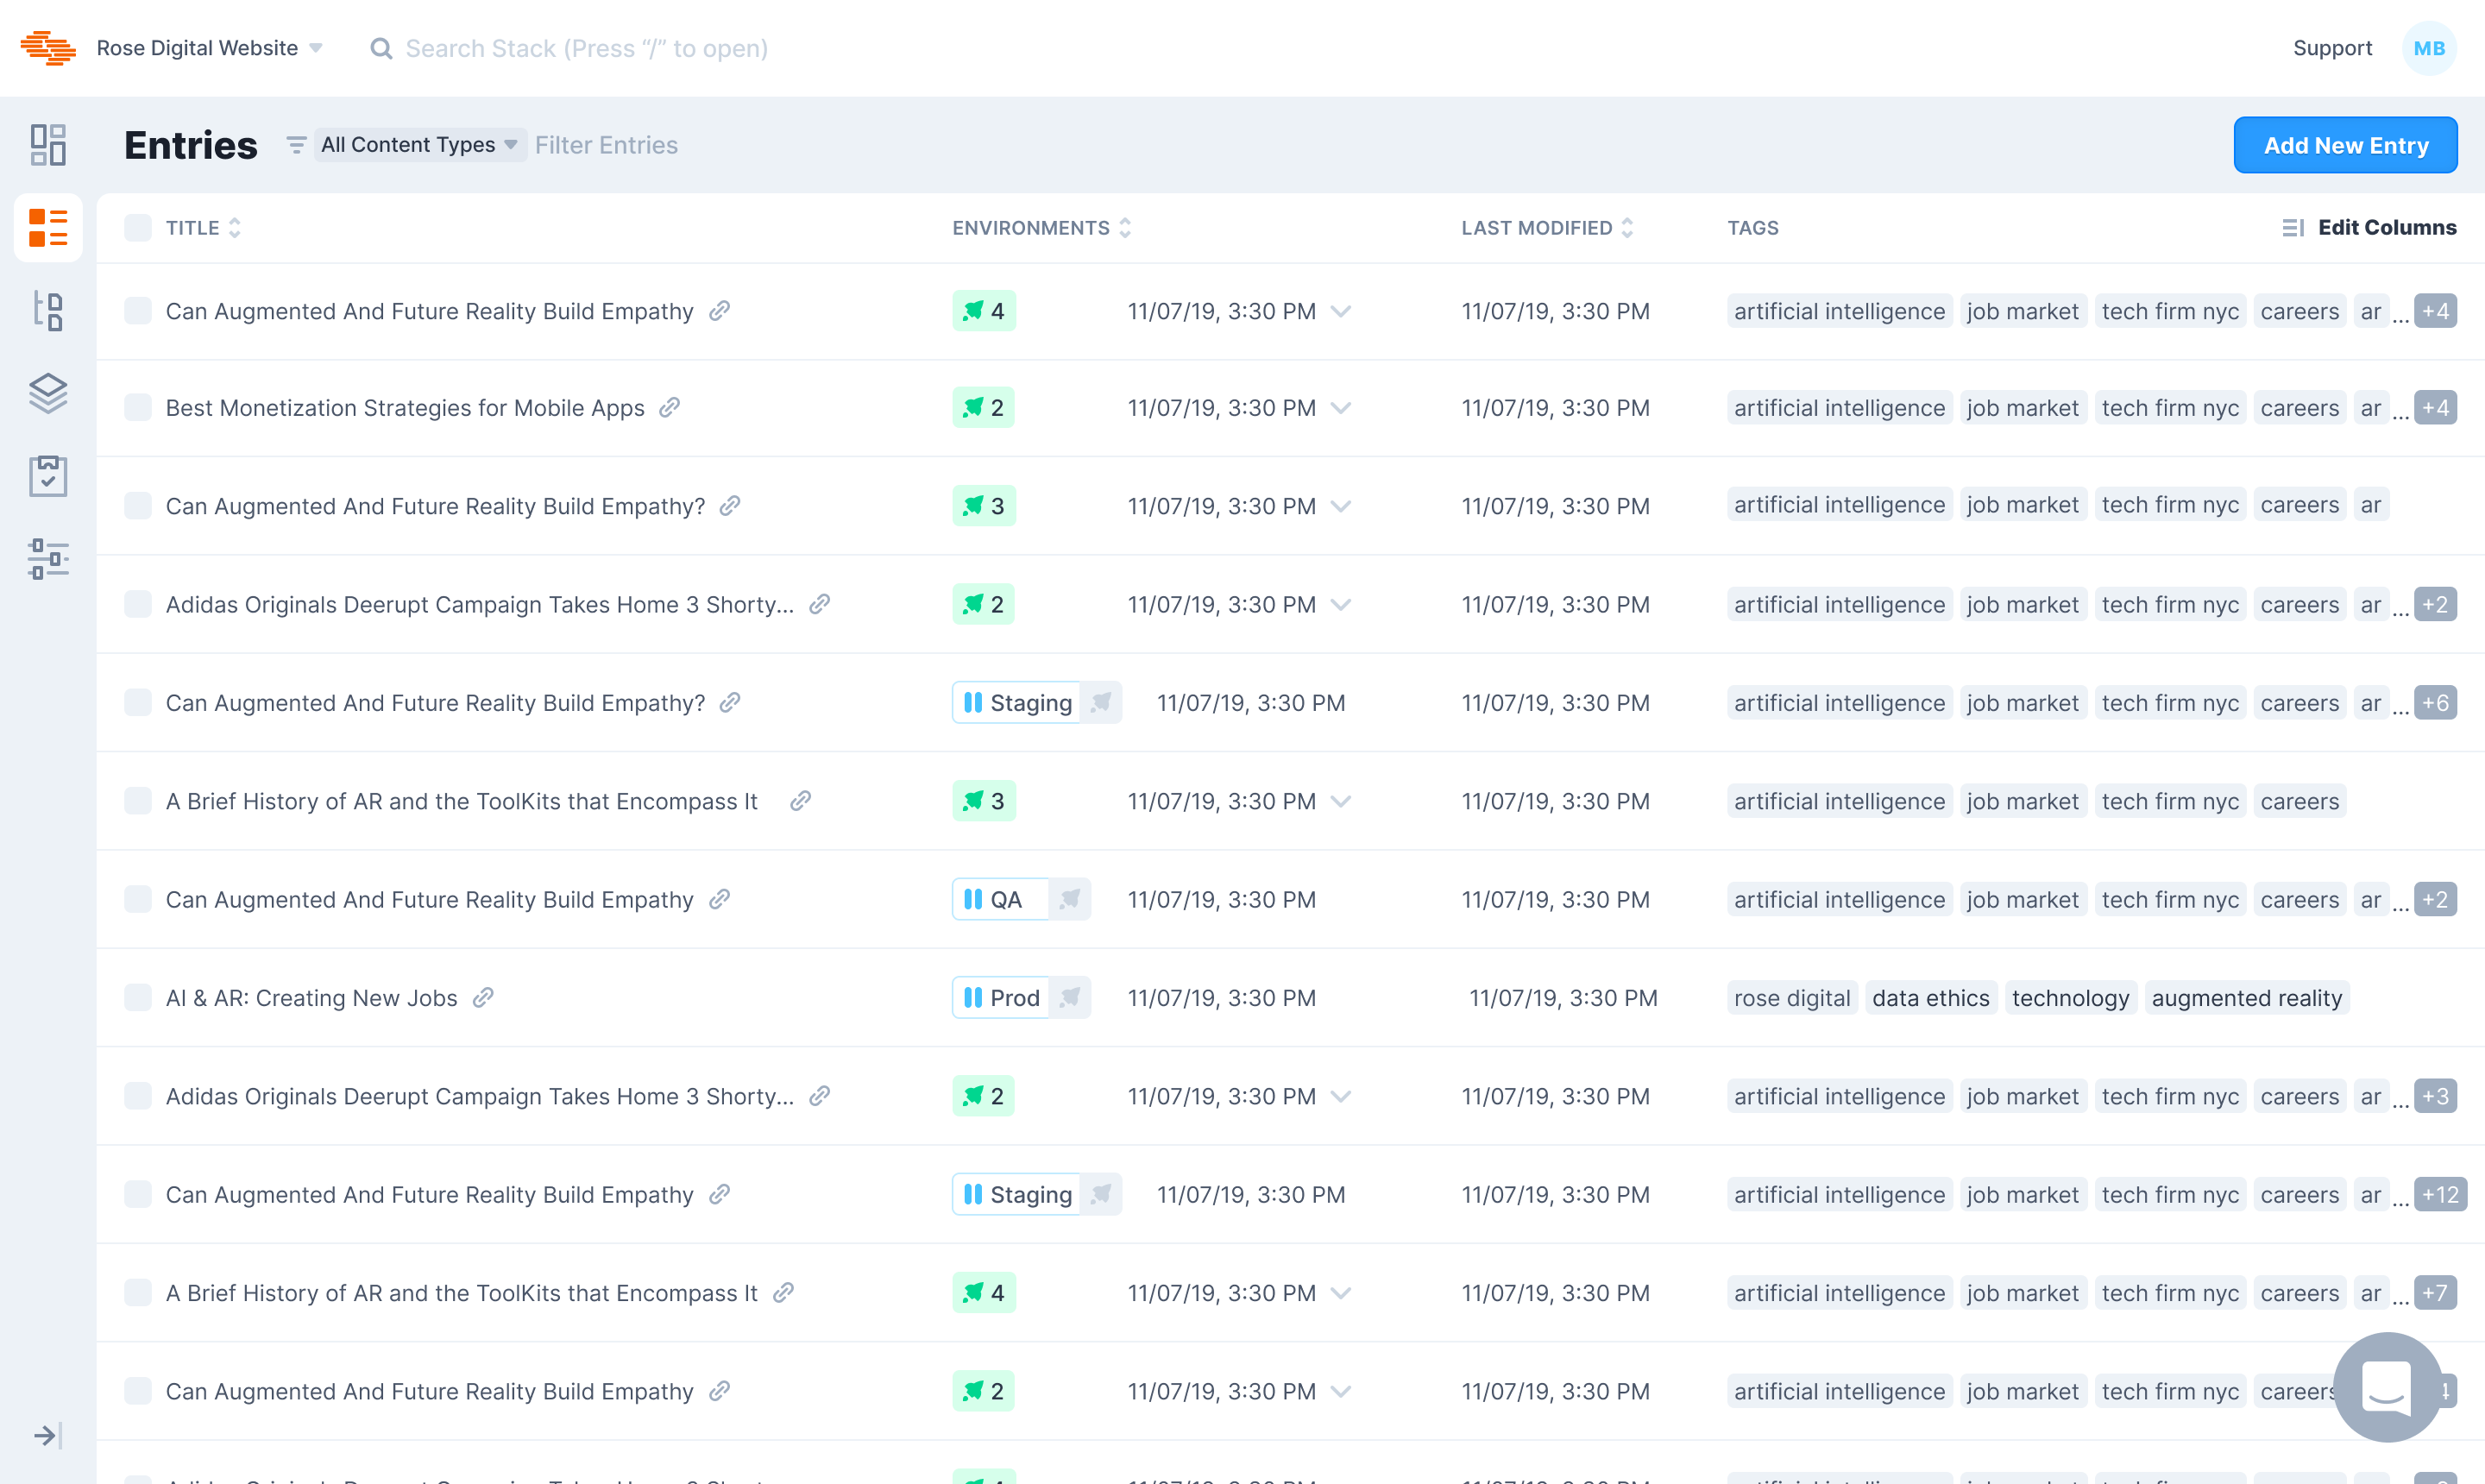 Rose Digital Website Search Stack (Press “/” to open) Support MB
Entries All Content Types Filter Entries Add New Entry
TITLE ENVIRONMENTS LAST MODIFIED TAGS Edit Columns
Can Augmented And Future Reality Build Empathy 4 11/07/19, 3:30 PM 11/07/19, 3:30 PM artificial intelligence job market tech firm nyc careers ar ... +4
Best Monetization Strategies for Mobile Apps 2 11/07/19, 3:30 PM 11/07/19, 3:30 PM artificial intelligence job market tech firm nyc careers ar ... +4
Can Augmented And Future Reality Build Empathy? 3 11/07/19, 3:30 PM 11/07/19, 3:30 PM artificial intelligence job market tech firm nyc careers ar
Adidas Originals Deerupt Campaign Takes Home 3 Shorty... 2 11/07/19, 3:30 PM 11/07/19, 3:30 PM artificial intelligence job market tech firm nyc careers ar ... +2
Can Augmented And Future Reality Build Empathy? Staging 11/07/19, 3:30 PM 11/07/19, 3:30 PM artificial intelligence job market tech firm nyc careers ar ... +6
A Brief History of AR and the ToolKits that Encompass It 3 11/07/19, 3:30 PM 11/07/19, 3:30 PM artificial intelligence job market tech firm nyc careers
Can Augmented And Future Reality Build Empathy QA 11/07/19, 3:30 PM 11/07/19, 3:30 PM artificial intelligence job market tech firm nyc careers ar ... +2
AI & AR: Creating New Jobs Prod 11/07/19, 3:30 PM 11/07/19, 3:30 PM rose digital data ethics technology augmented reality
Adidas Originals Deerupt Campaign Takes Home 3 Shorty... 2 11/07/19, 3:30 PM 11/07/19, 3:30 PM artificial intelligence job market tech firm nyc careers ar ... +3
Can Augmented And Future Reality Build Empathy Staging 11/07/19, 3:30 PM 11/07/19, 3:30 PM artificial intelligence job market tech firm nyc careers ar ... +12
A Brief History of AR and the ToolKits that Encompass It 4 11/07/19, 3:30 PM 11/07/19, 3:30 PM artificial intelligence job market tech firm nyc careers ar ... +7
Can Augmented And Future Reality Build Empathy 2 11/07/19, 3:30 PM 11/07/19, 3:30 PM artificial intelligence job market tech firm nyc careers